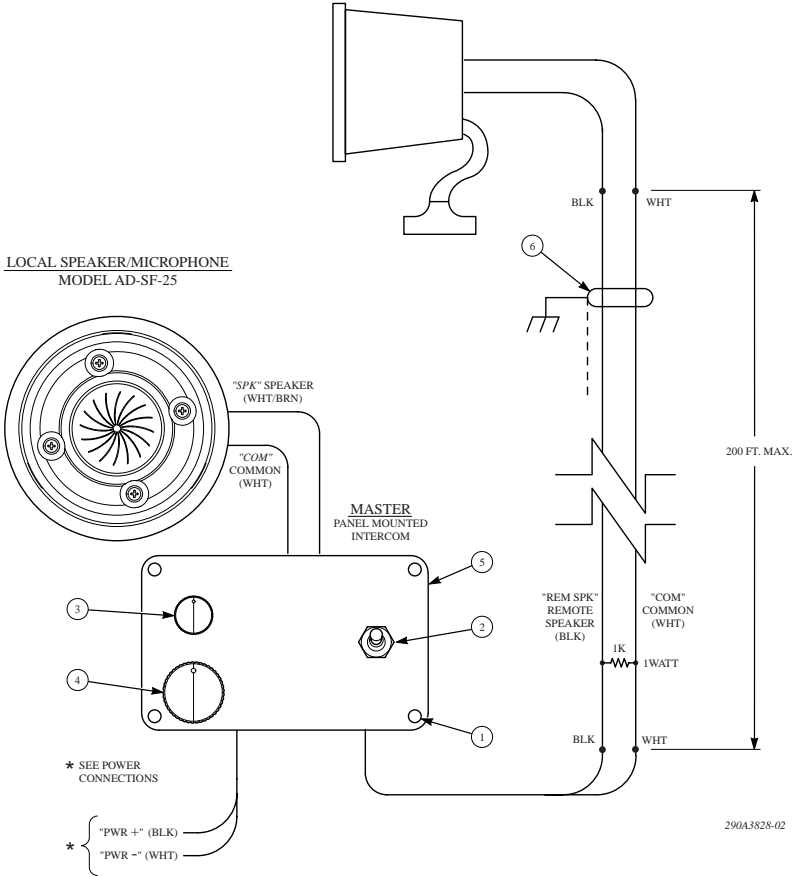 BLK
WHT
6
LOCAL SPEAKER/MICROPHONE
MODEL AD-SF-25
"SPK" SPEAKER
(WHT/BRN)
"COM"
COMMON
(WHT)
200 FT. MAX.
MASTER
PANEL MOUNTED
INTERCOM
5
3
2
"REM SPK"
REMOTE
SPEAKER
(BLK)
"COM"
COMMON
(WHT)
1K
1WATT
4
1
BLK
WHT
* SEE POWER
CONNECTIONS
* "PWR +" (BLK)
"PWR -" (WHT)
290A3828-02